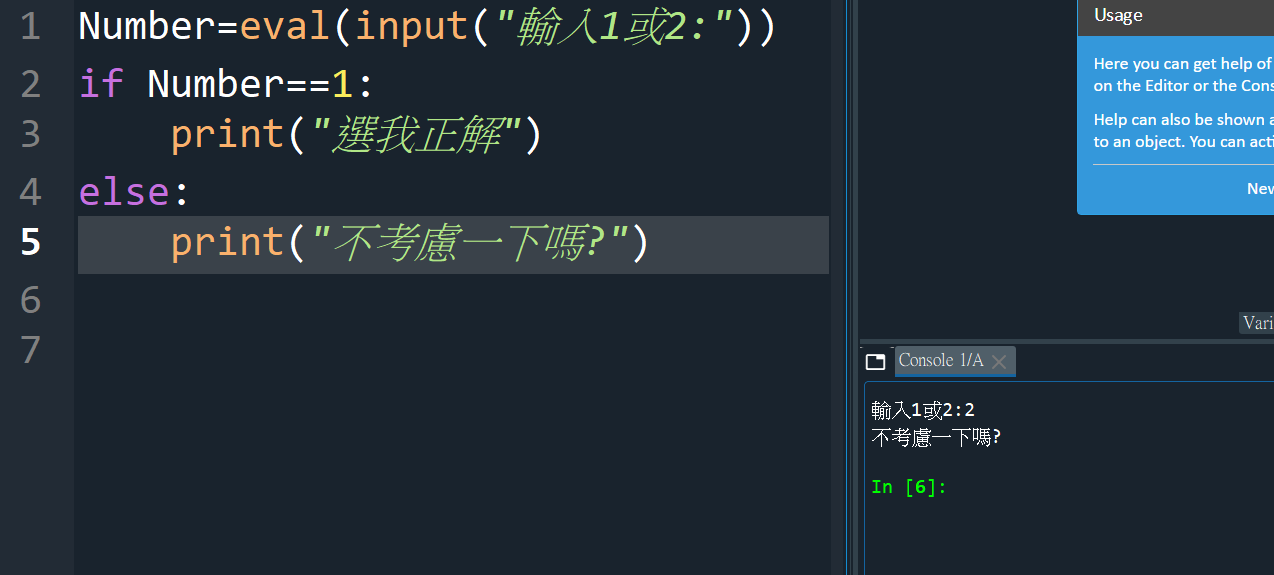 1 Number=eval(input("輸入1或2:"))
2 if Number==1:
3     print("選我正解")
4 else:
5     print("不考慮一下嗎?")
6
7
Usage
Here you can get help of
on the Editor or the Cons
Help can also be shown a
to an object. You can acti
New
Vari
Console 1/A
輸入1或2:2
不考慮一下嗎?
In [6]: